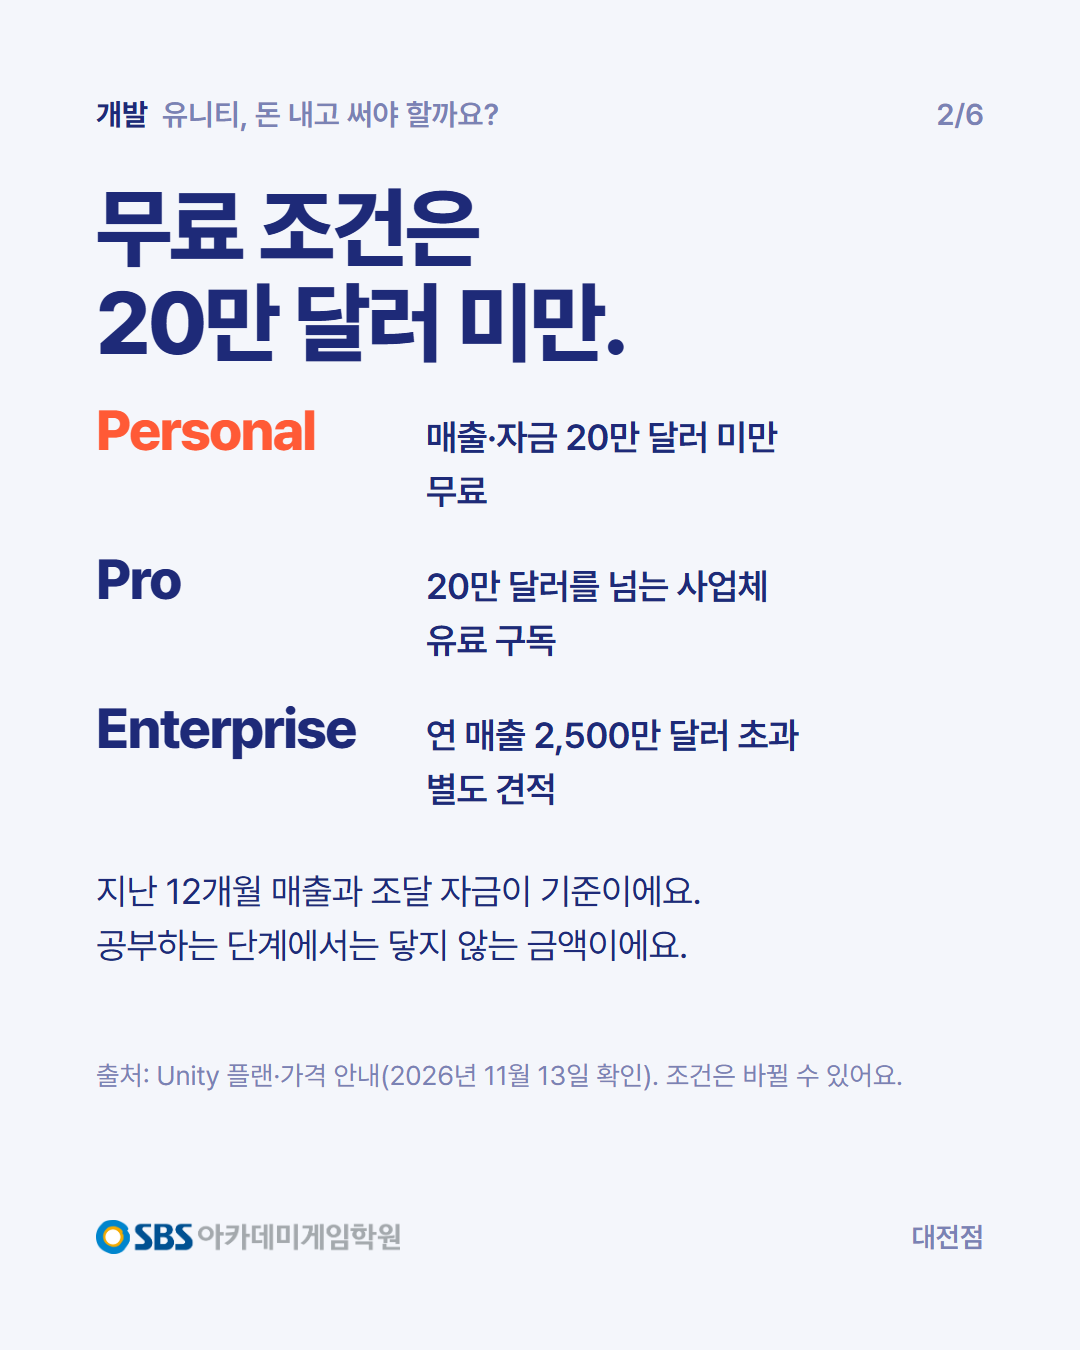 개발 유니티, 돈 내고 써야 할까요? 2/6
무료 조건은
20만 달러 미만.
Personal 매출·자금 20만 달러 미만
무료
Pro 20만 달러를 넘는 사업체
유료 구독
Enterprise 연 매출 2,500만 달러 초과
별도 견적
지난 12개월 매출과 조달 자금이 기준이에요.
공부하는 단계에서는 닿지 않는 금액이에요.
출처: Unity 플랜·가격 안내(2026년 11월 13일 확인). 조건은 바뀔 수 있어요.
SBS 아카데미게임학원 대전점